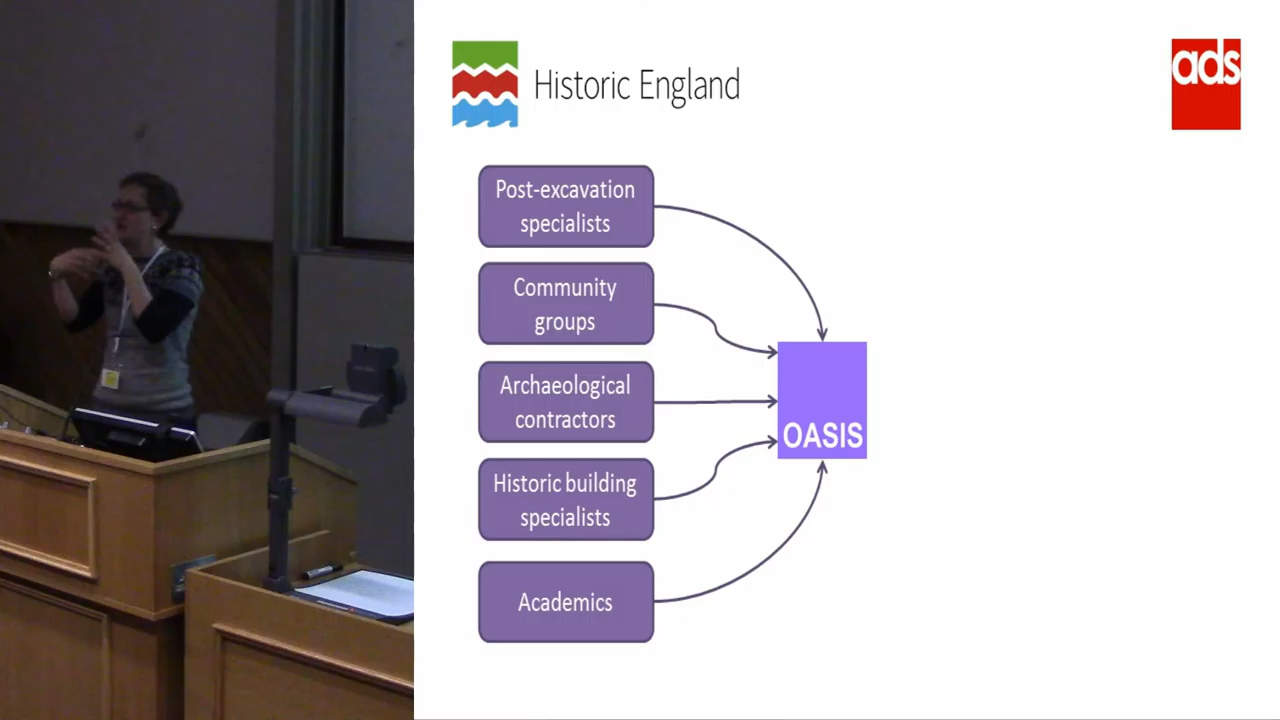 Historic England
ads
Post-excavation
specialists
Community
groups
Archaeological
contractors
Historic building
specialists
Academics
OASIS